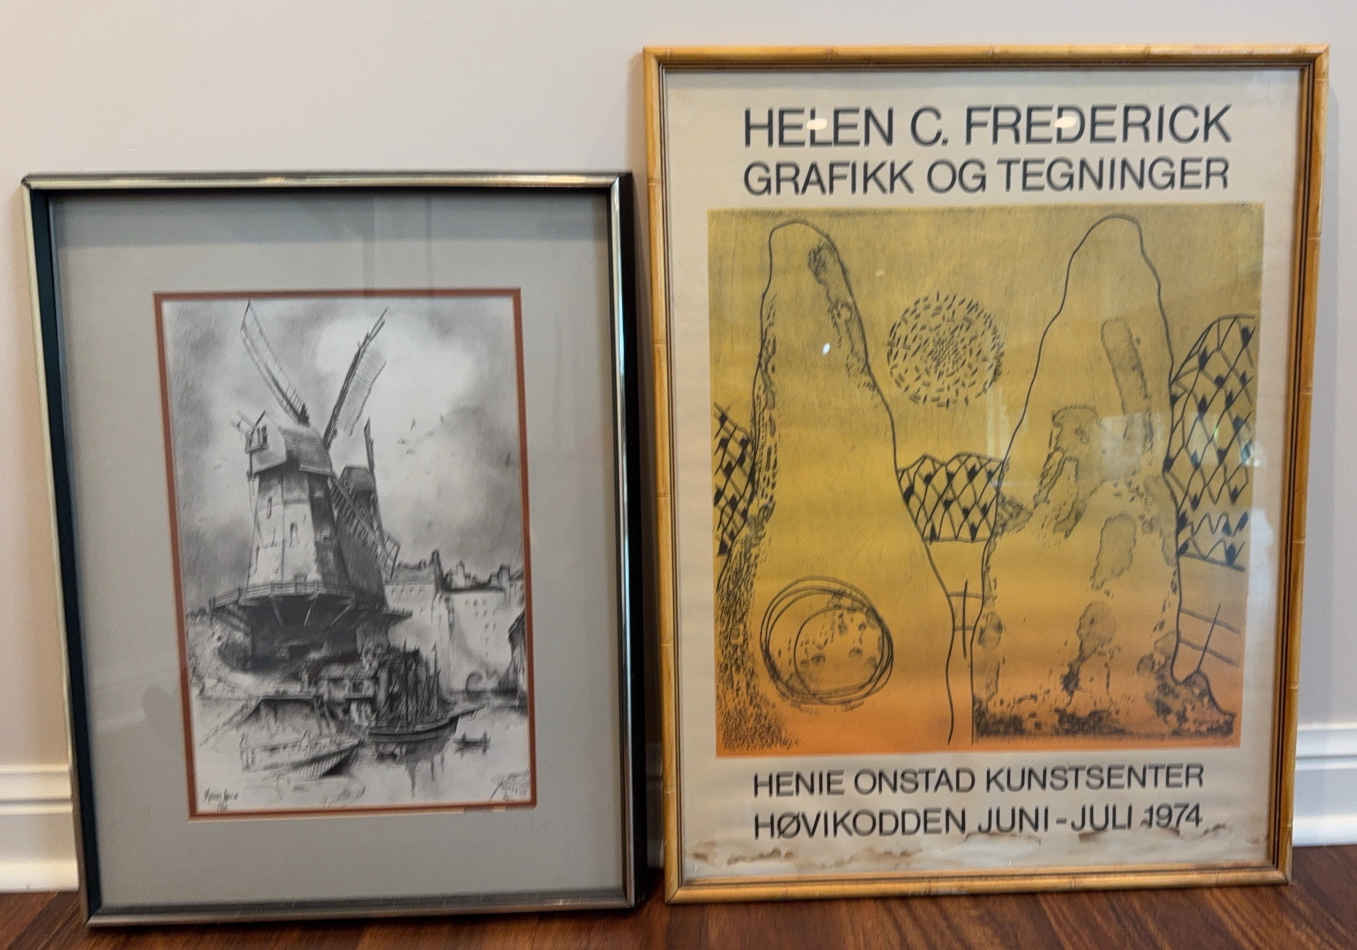 HELEN C. FREDERICK
GRAFIKK OG TEGNINGER
HENIE ONSTAD KUNSTSENTER
HØVIKODDEN JUNI-JULI 1974